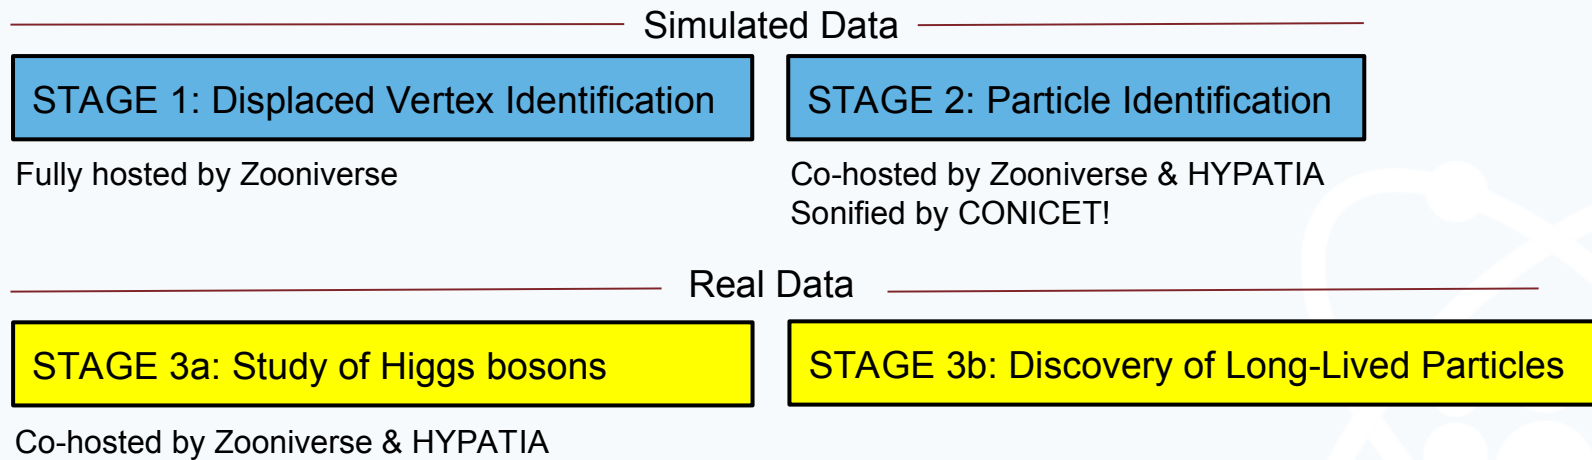 Simulated Data
STAGE 1: Displaced Vertex Identification
Fully hosted by Zooniverse
STAGE 2: Particle Identification
Co-hosted by Zooniverse & HYPATIA
Sonified by CONICET!
Real Data
STAGE 3a: Study of Higgs bosons
Co-hosted by Zooniverse & HYPATIA
STAGE 3b: Discovery of Long-Lived Particles